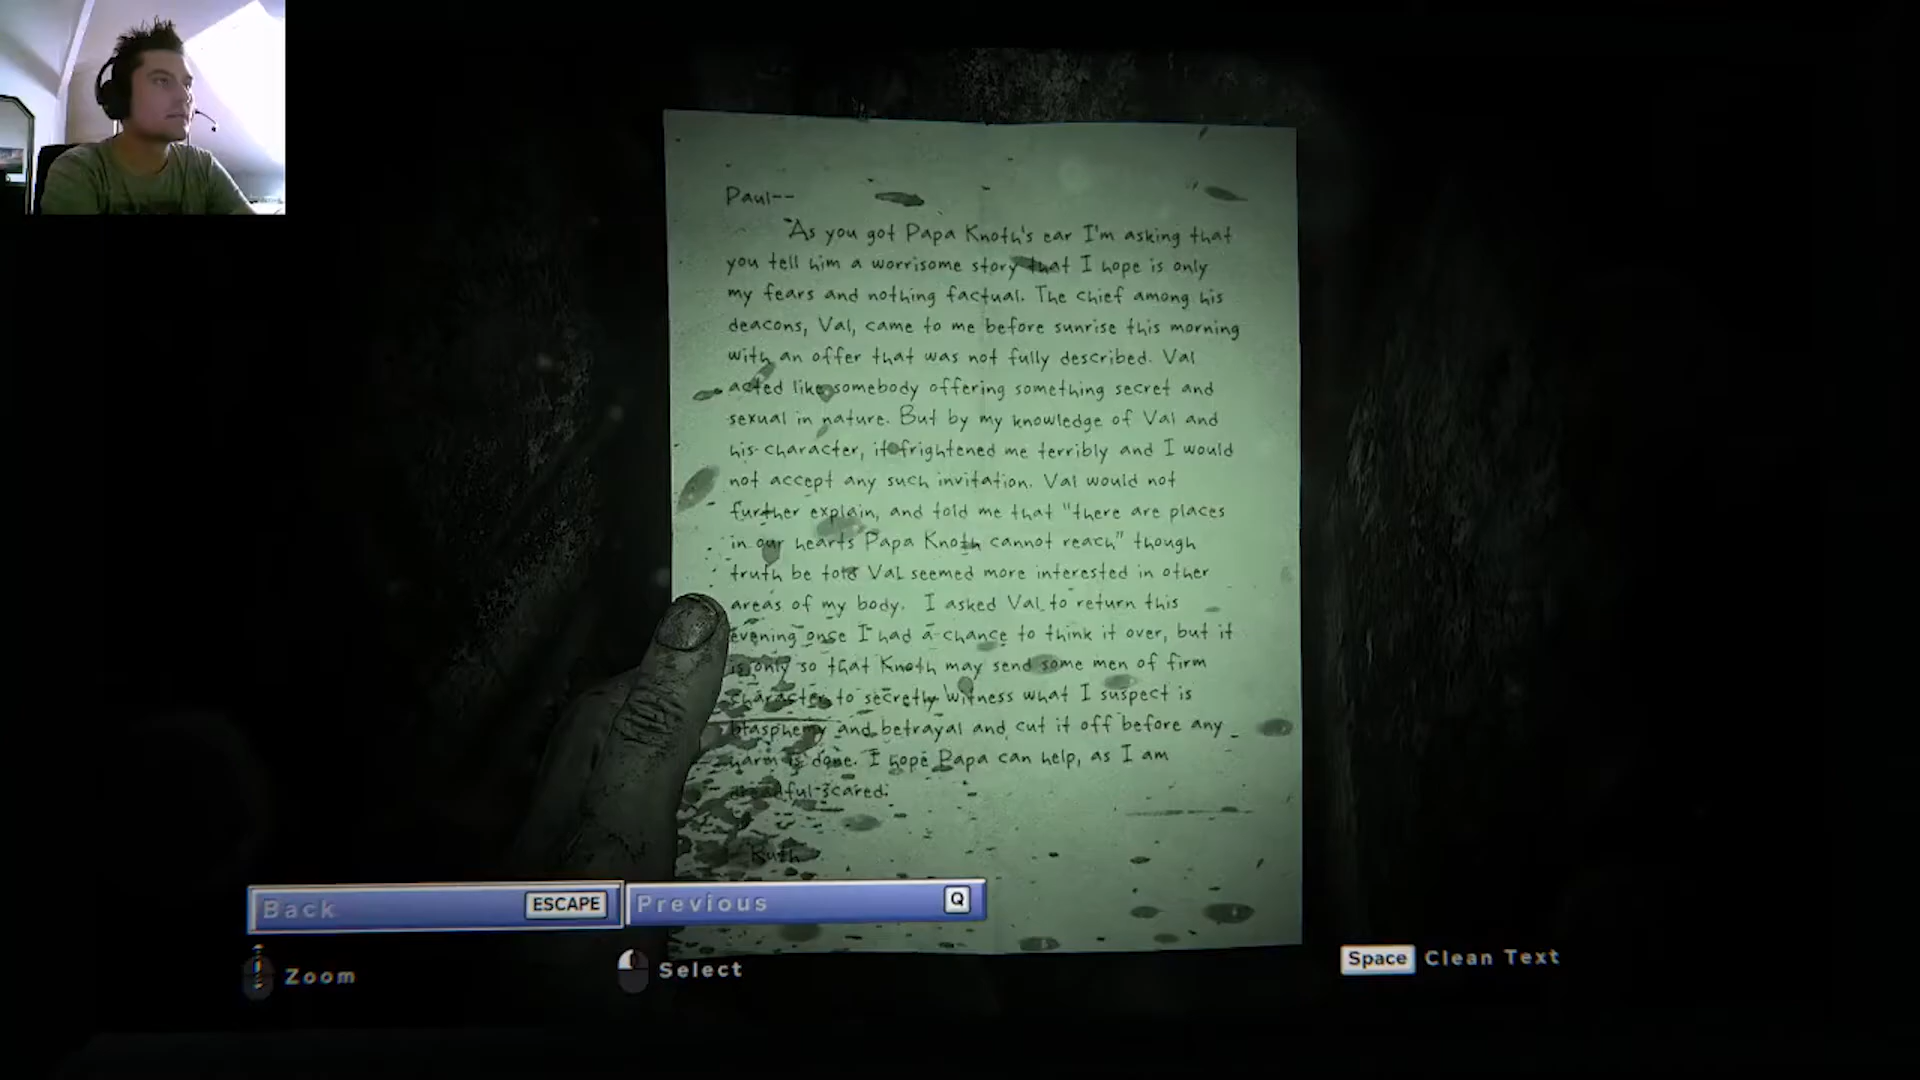 Paul--
As you got Papa Knoth's ear I'm asking that
you tell him a worrisome story that I hope is only
my fears and nothing factual. The chief among his
deacons, Val, came to me before sunrise this morning
with an offer that was not fully described. Val
acted like somebody offering something secret and
sexual in nature. But by my knowledge of Val and
his character, it frightened me terribly and I would
not accept any such invitation. Val would not
further explain, and told me that "there are places
in our hearts Papa Knoth cannot reach" though
truth be told Val seemed more interested in other
areas of my body. I asked Val to return this
evening once I had a chance to think it over, but it
is only so that Knoth may send some men of firm
character to secretly witness what I suspect is
blasphemy and betrayal and cut it off before any
harm is done. I hope Papa can help, as I am
dreadful scared.
- Ruth
Back ESCAPE Previous Q
Zoom Select Space Clean Text